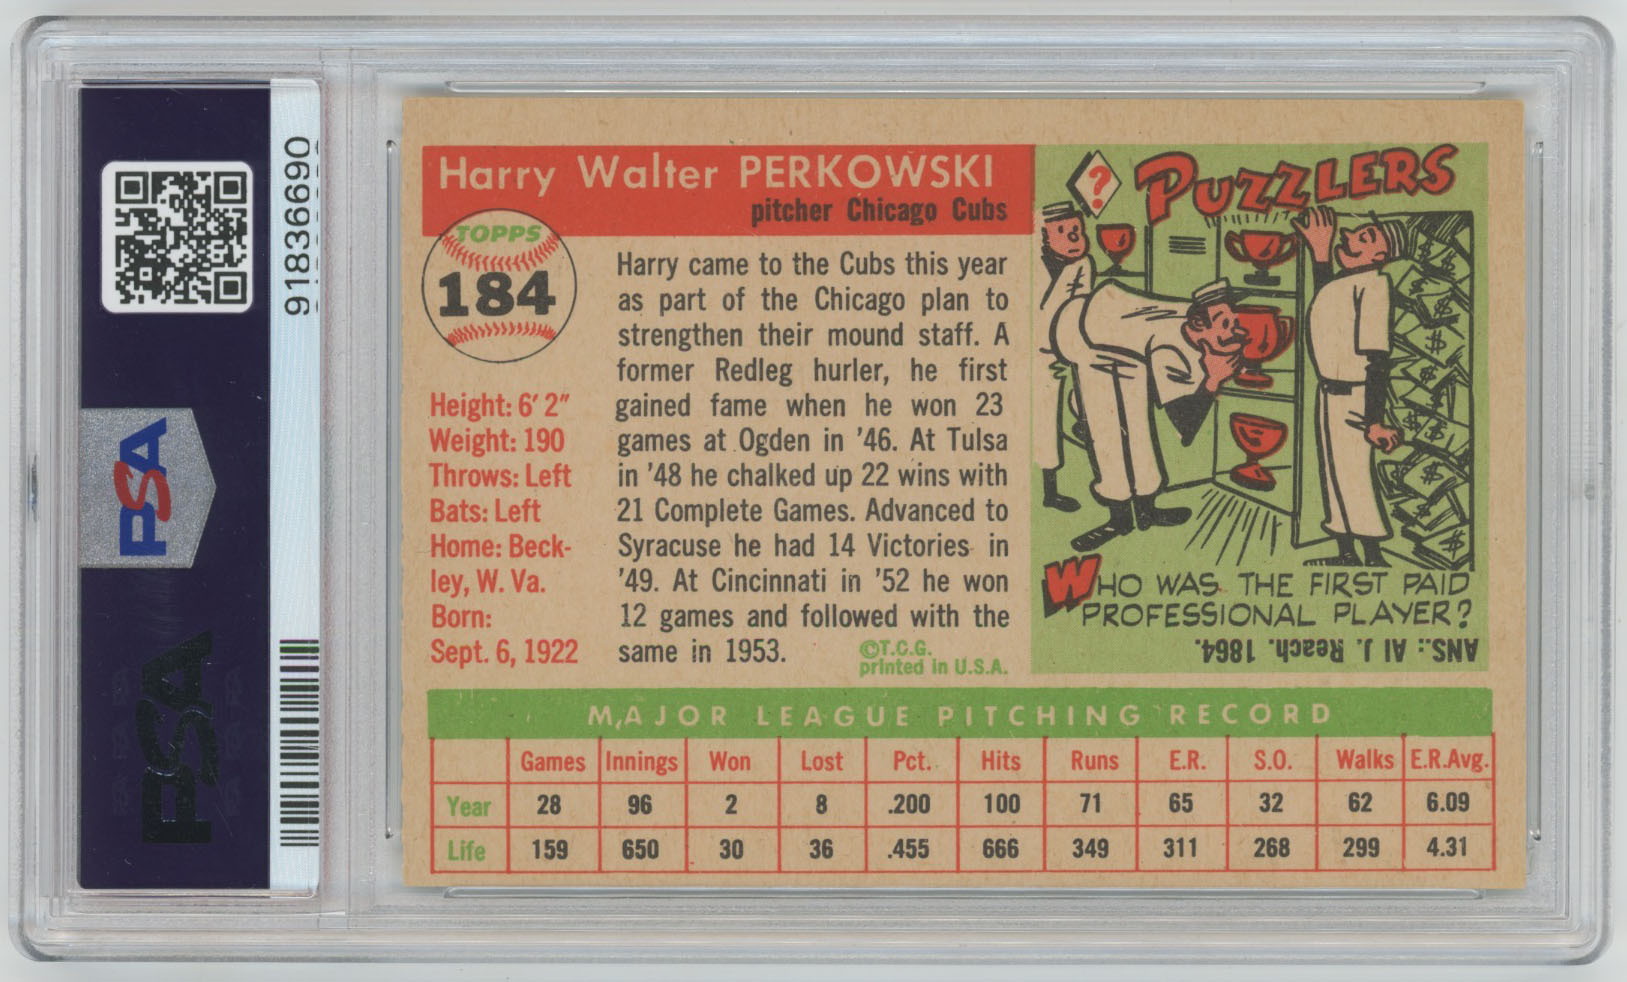 91836690
PSA
PSA
Harry Walter PERKOWSKI
pitcher Chicago Cubs
TOPPS
184
Height: 6' 2"
Weight: 190
Throws: Left
Bats: Left
Home: Beck-
ley, W. Va.
Born:
Sept. 6, 1922
Harry came to the Cubs this year
as part of the Chicago plan to
strengthen their mound staff. A
former Redleg hurler, he first
gained fame when he won 23
games at Ogden in '46. At Tulsa
in '48 he chalked up 22 wins with
21 Complete Games. Advanced to
Syracuse he had 14 Victories in
'49. At Cincinnati in '52 he won
12 games and followed with the
same in 1953.
©T.C.G.
printed in U.S.A.
?
PUZZLERS
WHO WAS THE FIRST PAID
PROFESSIONAL PLAYER?
ANS.: Al J. Reach. 1864.
MAJOR LEAGUE PITCHING RECORD
Games Innings Won Lost Pct. Hits Runs E.R. S.O. Walks E.R.Avg.
Year 28 96 2 8 .200 100 71 65 32 62 6.09
Life 159 650 30 36 .455 666 349 311 268 299 4.31